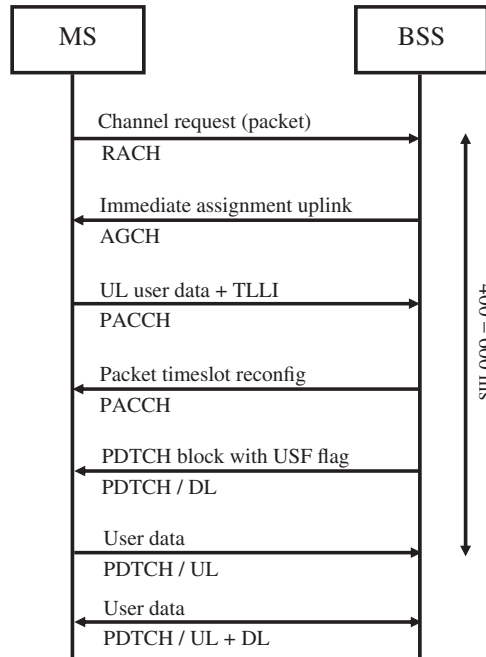 MS
BSS
Channel request (packet)
RACH
Immediate assignment uplink
AGCH
UL user data + TLLI
PACCH
Packet timeslot reconfig
PACCH
PDTCH block with USF flag
PDTCH / DL
User data
PDTCH / UL
User data
PDTCH / UL + DL
400 – 600 ms